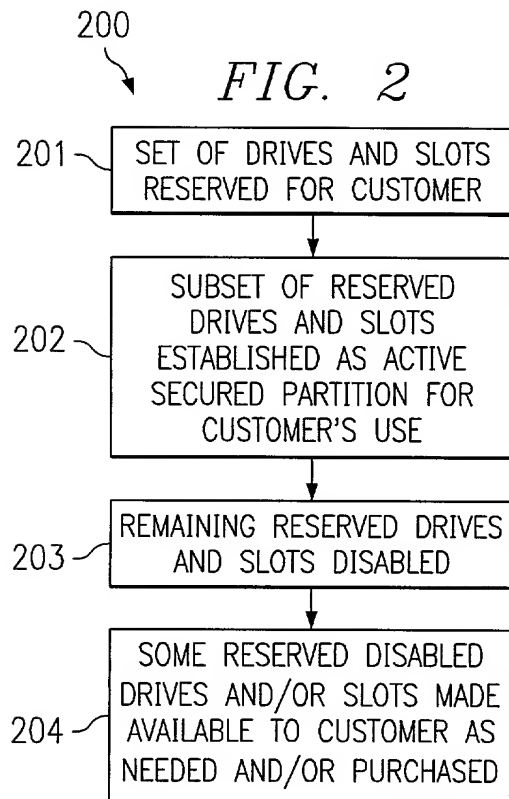 200
FIG. 2
201
SET OF DRIVES AND SLOTS
RESERVED FOR CUSTOMER
202
SUBSET OF RESERVED
DRIVES AND SLOTS
ESTABLISHED AS ACTIVE
SECURED PARTITION FOR
CUSTOMER'S USE
203
REMAINING RESERVED DRIVES
AND SLOTS DISABLED
204
SOME RESERVED DISABLED
DRIVES AND/OR SLOTS MADE
AVAILABLE TO CUSTOMER AS
NEEDED AND/OR PURCHASED